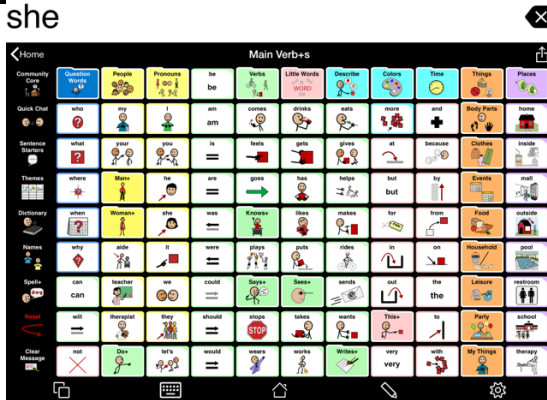 she
Home Main Verb+s
Community Core Question Words People Pronouns be be Verbs Little Words WORD Describe Colors Time Things Places
Quick Chat who my I am am comes drinks eats more and Body Parts home
Sentence Starters what your you is feels gets gives at because Clothes inside
Themes where Man+ he are goes has helps but but by Events mall
Dictionary when Woman+ she was Knows+ likes makes for from Food outside
Names why aide it were plays puts rides in on Household pool
Spell+ can can teacher we could Says+ Sees+ sends out the the Leisure restroom
Reset will therapist they should stops STOP takes wants This+ to Party school
Clear Message not Do+ let's would wears works Writes+ very very with My Things therapy